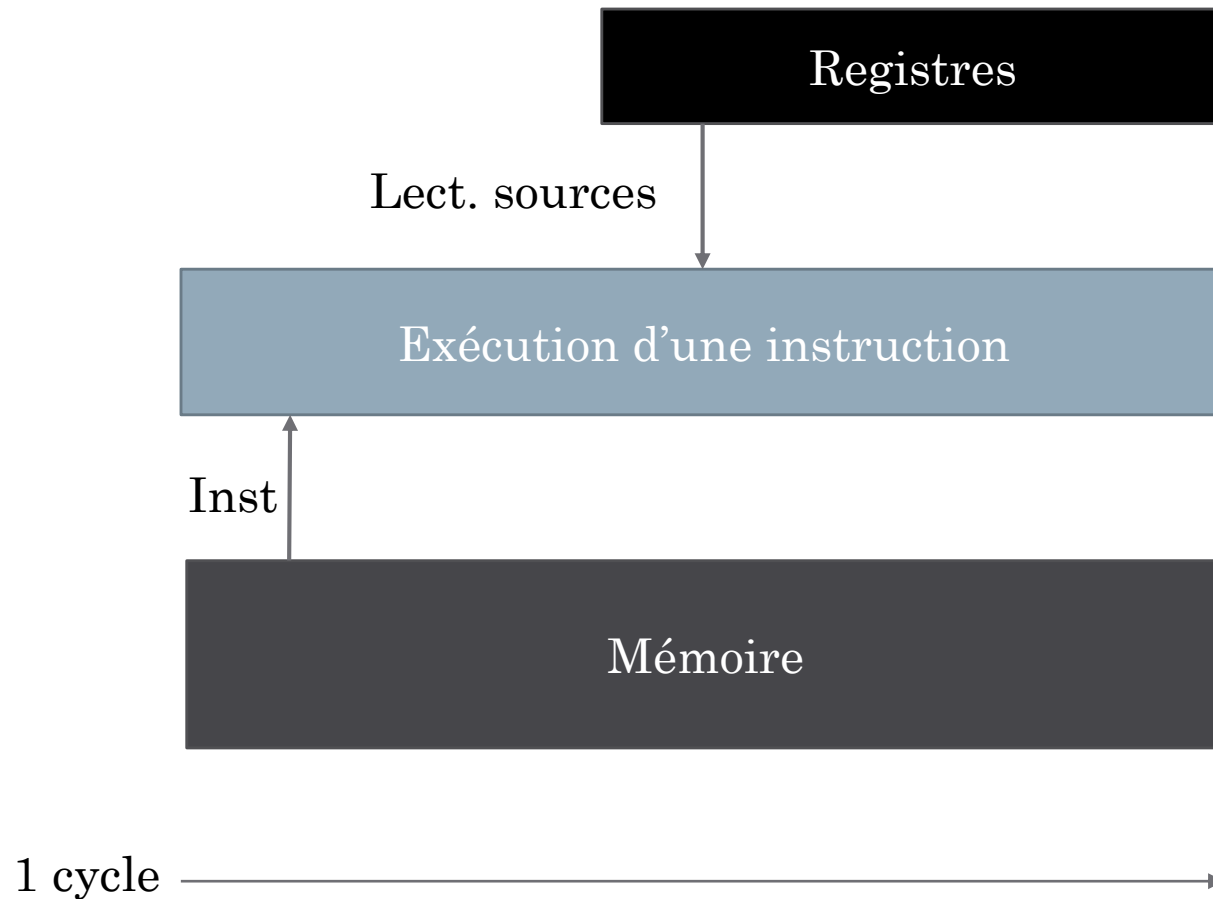 Registres
Lect. sources
Exécution d’une instruction
Inst
Mémoire
1 cycle